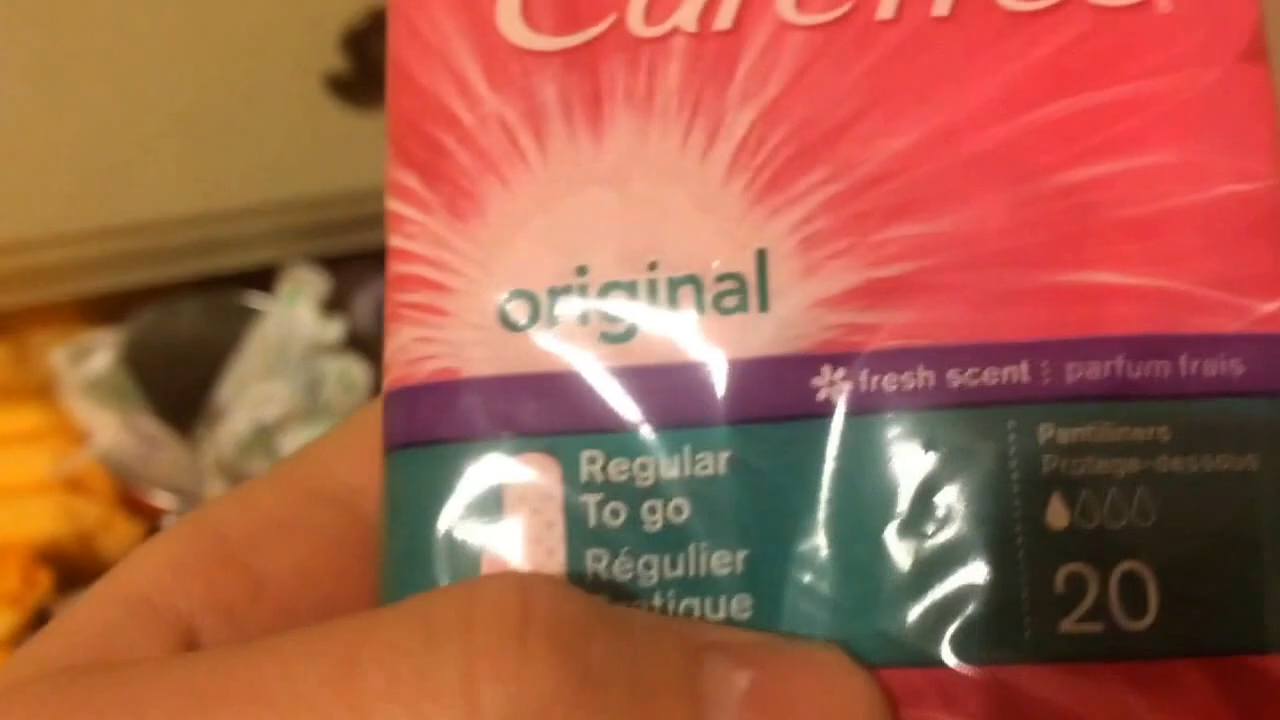 Carefree
original
fresh scent parfum frais
Regular
To go
Régulier
Pantiliners
Protège-dessous
20